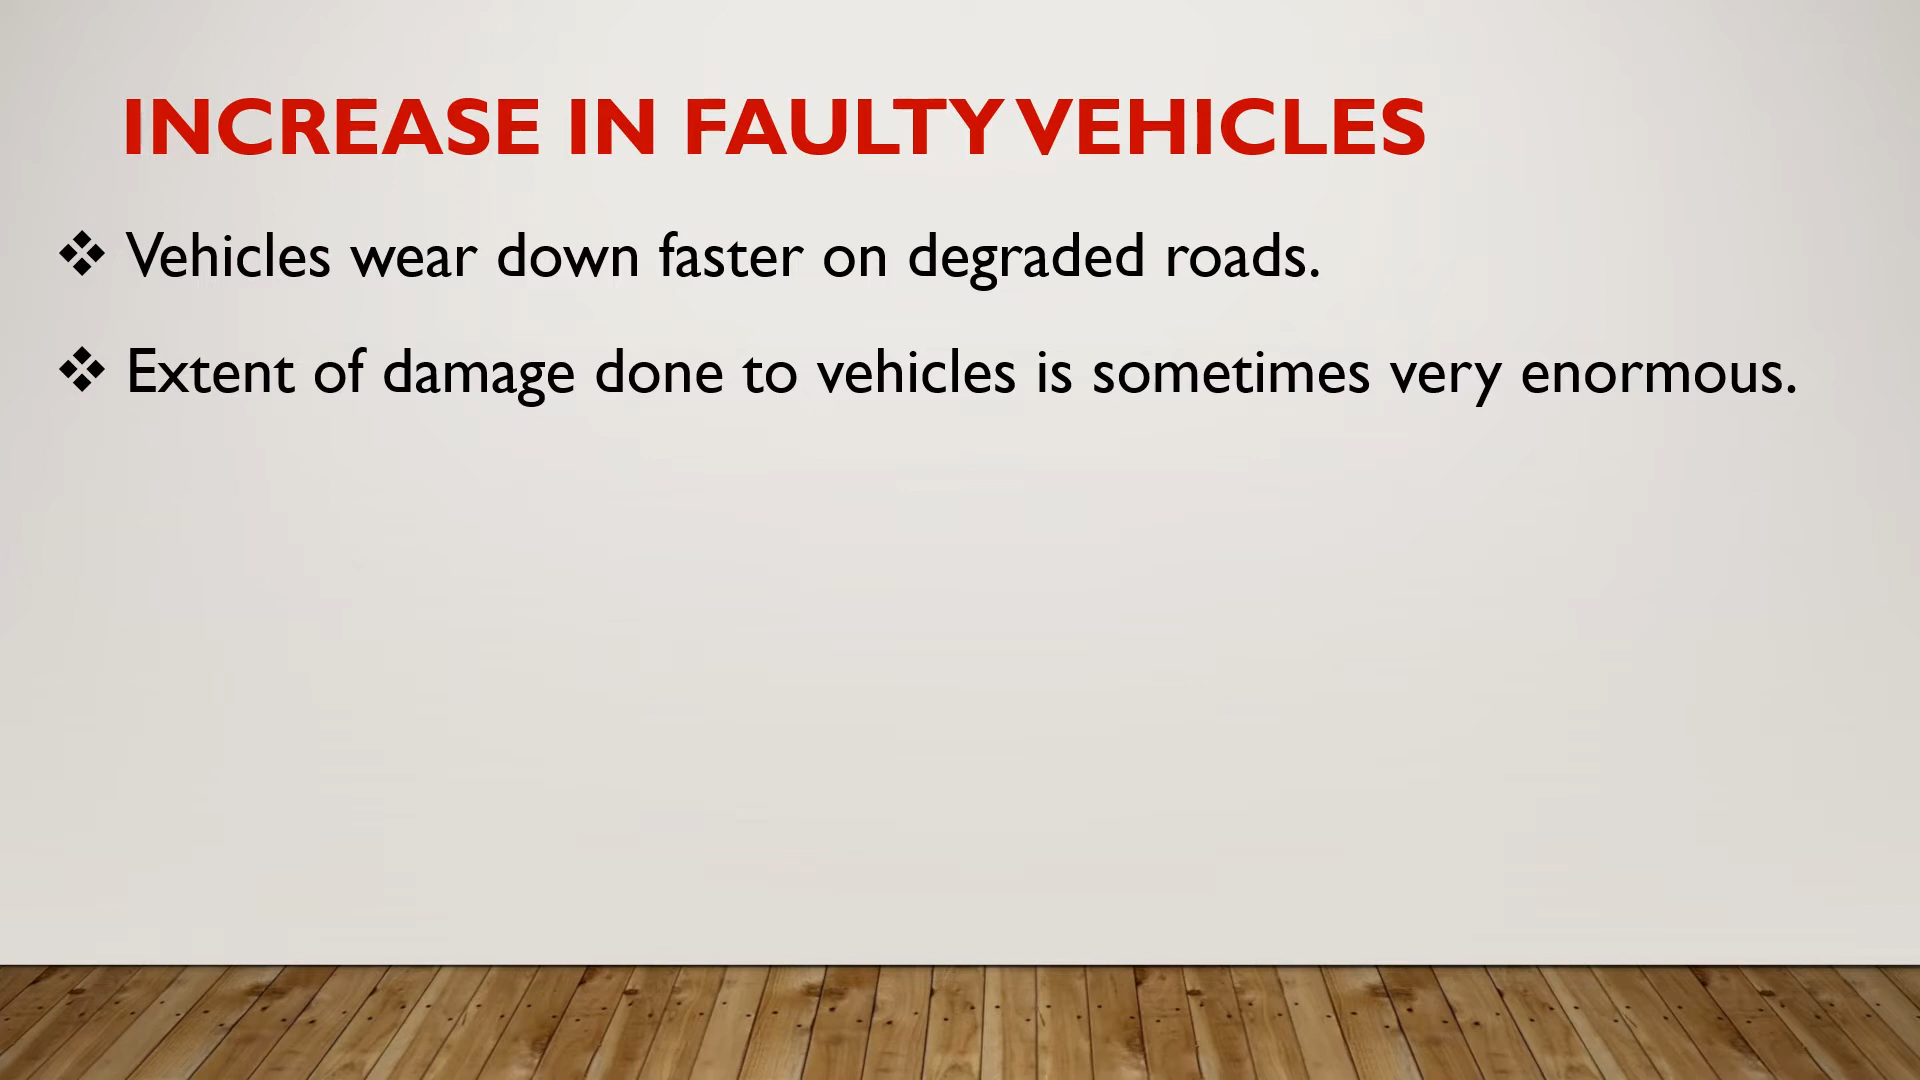 INCREASE IN FAULTY VEHICLES
❖ Vehicles wear down faster on degraded roads.
❖ Extent of damage done to vehicles is sometimes very enormous.